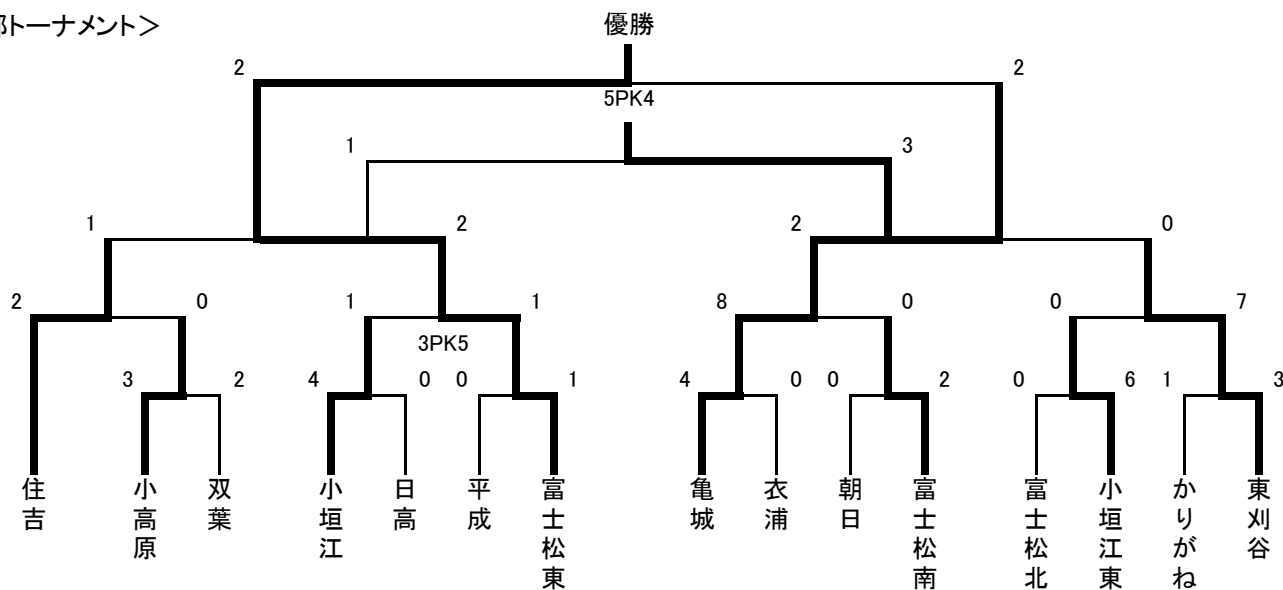 部トーナメント＞
優勝
2 2
5PK4
1 3
1 2 2 0
2 0 1 1 8 0 0 7
3PK5
3 2 4 0 0 1 4 0 0 2 0 6 1 3
住吉
小高原
双葉
小垣江
日高
平成
富士松東
亀城
衣浦
朝日
富士松南
富士松北
小垣江東
かりがね
東刈谷